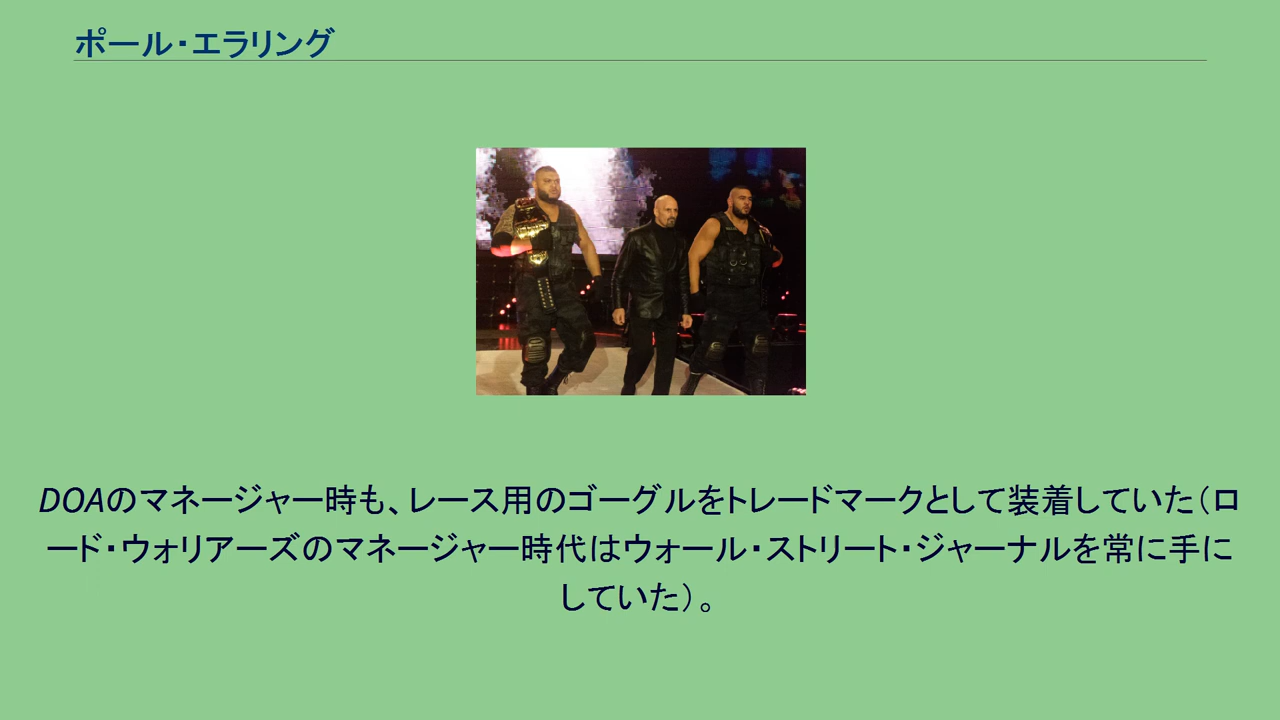 ポール・エラリング
DOAのマネージャー時も、レース用のゴーグルをトレードマークとして装着していた（ロ
ード・ウォリアーズのマネージャー時代はウォール・ストリート・ジャーナルを常に手に
していた）。